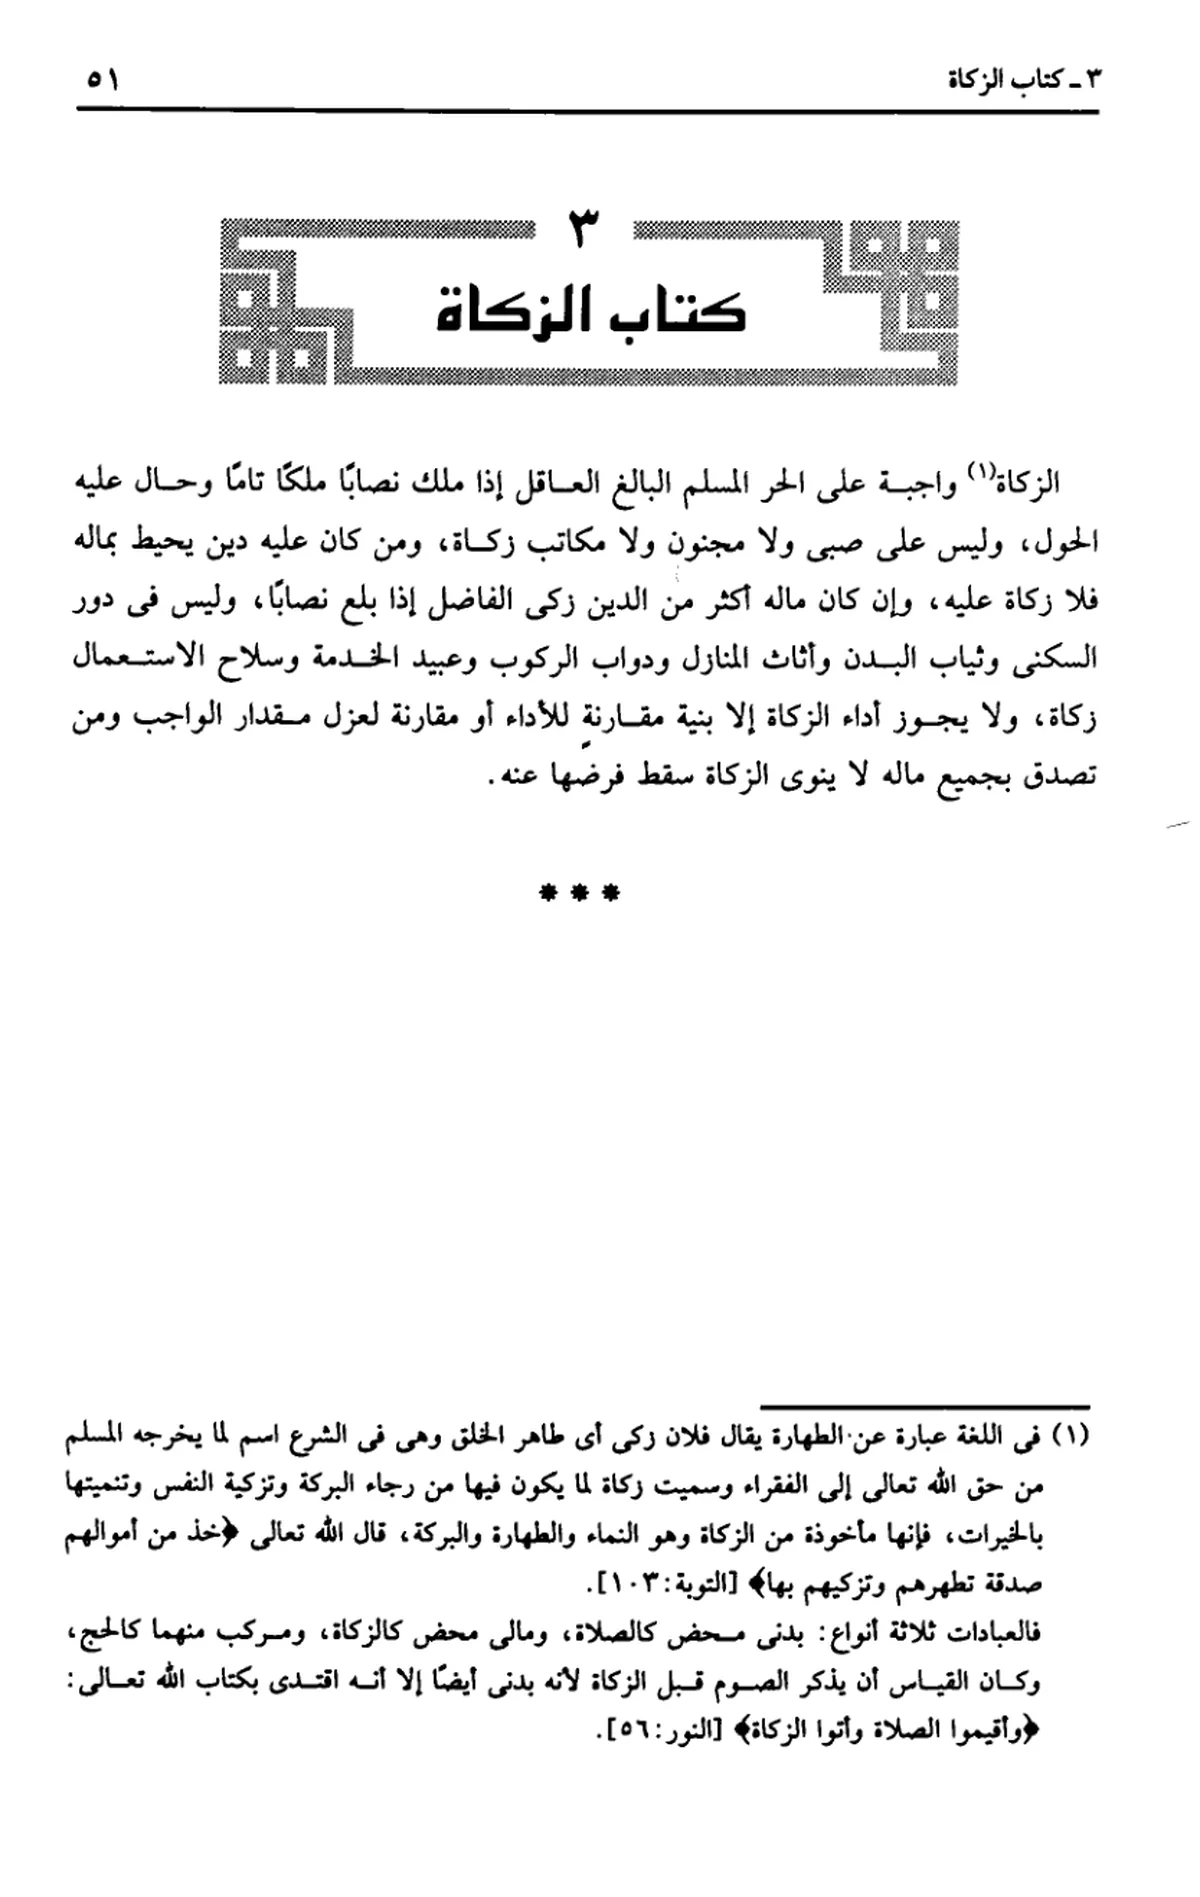 ٣ ـ كتاب الزكاة ٥١
٣
كتاب الزكاة
الزكاة(١) واجبة على الحر المسلم البالغ العاقل إذا ملك نصابًا ملكًا تامًا وحال عليه
الحول، وليس على صبى ولا مجنون ولا مكاتب زكاة، ومن كان عليه دين يحيط بماله
فلا زكاة عليه، وإن كان ماله أكثر من الدين زكى الفاضل إذا بلع نصابًا، وليس فى دور
السكنى وثياب البدن وأثاث المنازل ودواب الركوب وعبيد الخدمة وسلاح الاستعمال
زكاة، ولا يجوز أداء الزكاة إلا بنية مقارنة للأداء أو مقارنة لعزل مقدار الواجب ومن
تصدق بجميع ماله لا ينوى الزكاة سقط فرضها عنه.
* * *
(١) فى اللغة عبارة عن الطهارة يقال فلان زكى أى طاهر الخلق وهى فى الشرع اسم لما يخرجه المسلم
من حق الله تعالى إلى الفقراء، وسميت زكاة لما يكون فيها من رجاء البركة وتزكية النفس وتنميتها
بالخيرات، فإنها مأخوذة من الزكاة وهو النماء والطهارة والبركة، قال الله تعالى ﴿خذ من أموالهم
صدقة تطهرهم وتزكيهم بها﴾ [التوبة:١٠٣].
فالعبادات ثلاثة أنواع: بدنى محض كالصلاة، ومالى محض كالزكاة، ومركب منهما كالحج،
وكان القياس أن يذكر الصوم قبل الزكاة لأنه بدنى أيضًا إلا أنه اقتدى بكتاب الله تعالى:
﴿وأقيموا الصلاة وأتوا الزكاة﴾ [النور:٥٦].